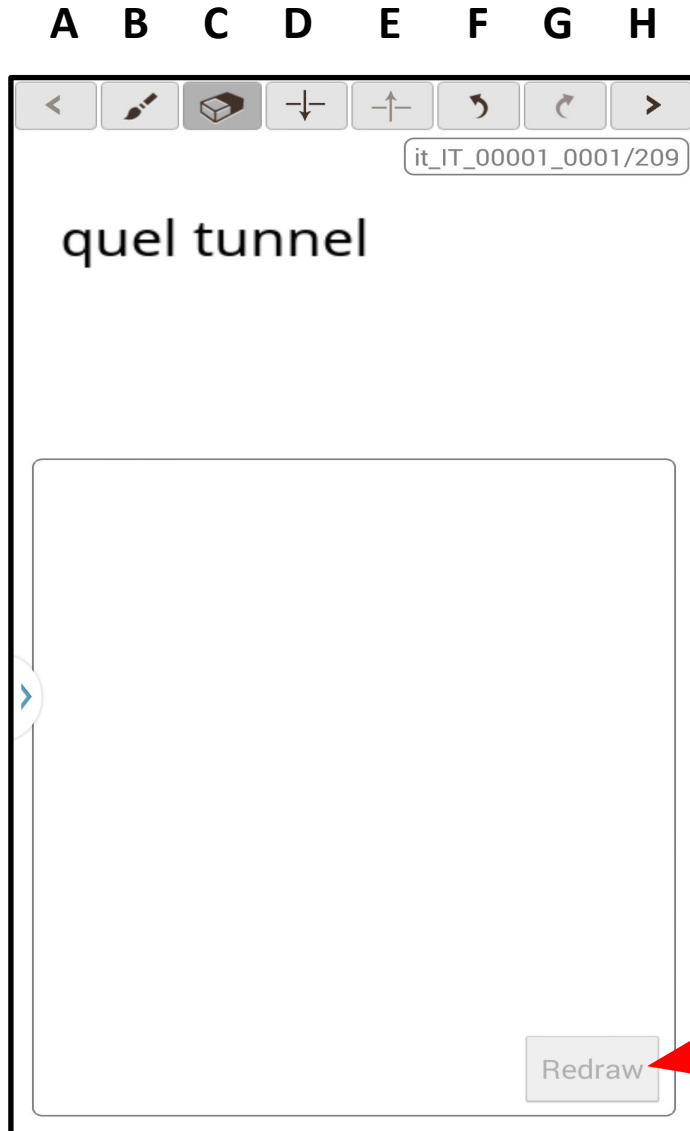 A B C D E F G H
it_IT_00001_0001/209
quel tunnel
Redraw